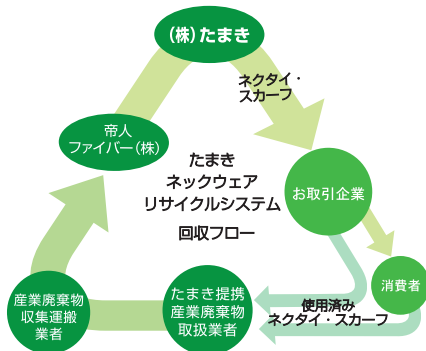 (株)たまき
ネクタイ・
スカーフ
帝人
ファイバー(株)
たまき
ネックウェア
リサイクルシステム
回収フロー
お取引企業
消費者
使用済み
ネクタイ・スカーフ
たまき提携
産業廃棄物
取扱業者
産業廃棄物
収集運搬
業者